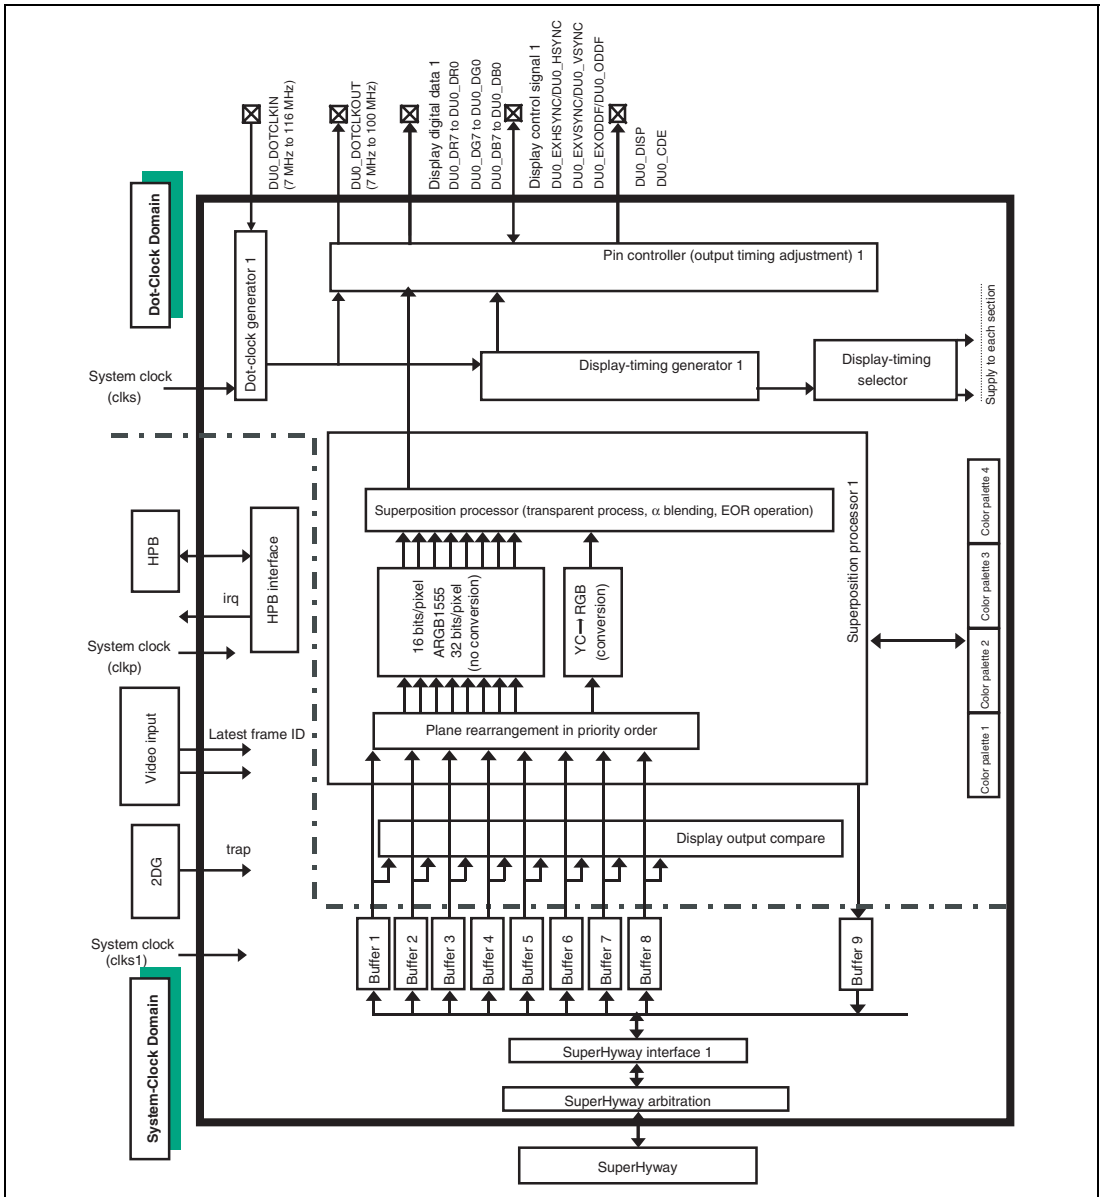 DU0_DOTCLKIN
(7 MHz to 116 MHz)
DU0_DOTCLKOUT
(7 MHz to 100 MHz)
Display digital data 1
DU0_DR7 to DU0_DR0
DU0_DG7 to DU0_DG0
DU0_DB7 to DU0_DB0
Display control signal 1
DU0_EXHSYNC/DU0_HSYNC
DU0_EXVSYNC/DU0_VSYNC
DU0_EXODDF/DU0_ODDF
DU0_DISP
DU0_CDE
Dot-Clock Domain
Dot-clock generator 1
Pin controller (output timing adjustment) 1
System clock
(clks)
Display-timing generator 1
Display-timing
selector
Supply to each section
HPB
HPB interface
irq
System clock
(clkp)
Superposition processor 1
Superposition processor (transparent process, α blending, EOR operation)
16 bits/pixel
ARGB1555
32 bits/pixel
(no conversion)
YC→RGB
(conversion)
Color palette 4
Color palette 3
Color palette 2
Color palette 1
Video input
Latest frame ID
Plane rearrangement in priority order
2DG
trap
Display output compare
System clock
(clks1)
Buffer 1
Buffer 2
Buffer 3
Buffer 4
Buffer 5
Buffer 6
Buffer 7
Buffer 8
Buffer 9
System-Clock Domain
SuperHyway interface 1
SuperHyway arbitration
SuperHyway